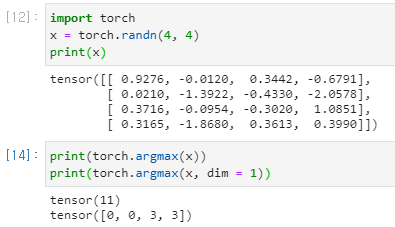 [12]: import torch
x = torch.randn(4, 4)
print(x)
tensor([[ 0.9276, -0.0120,  0.3442, -0.6791],
        [ 0.0210, -1.3922, -0.4330, -2.0578],
        [ 0.3716, -0.0954, -0.3020,  1.0851],
        [ 0.3165, -1.8680,  0.3613,  0.3990]])
[14]: print(torch.argmax(x))
print(torch.argmax(x, dim = 1))
tensor(11)
tensor([0, 0, 3, 3])